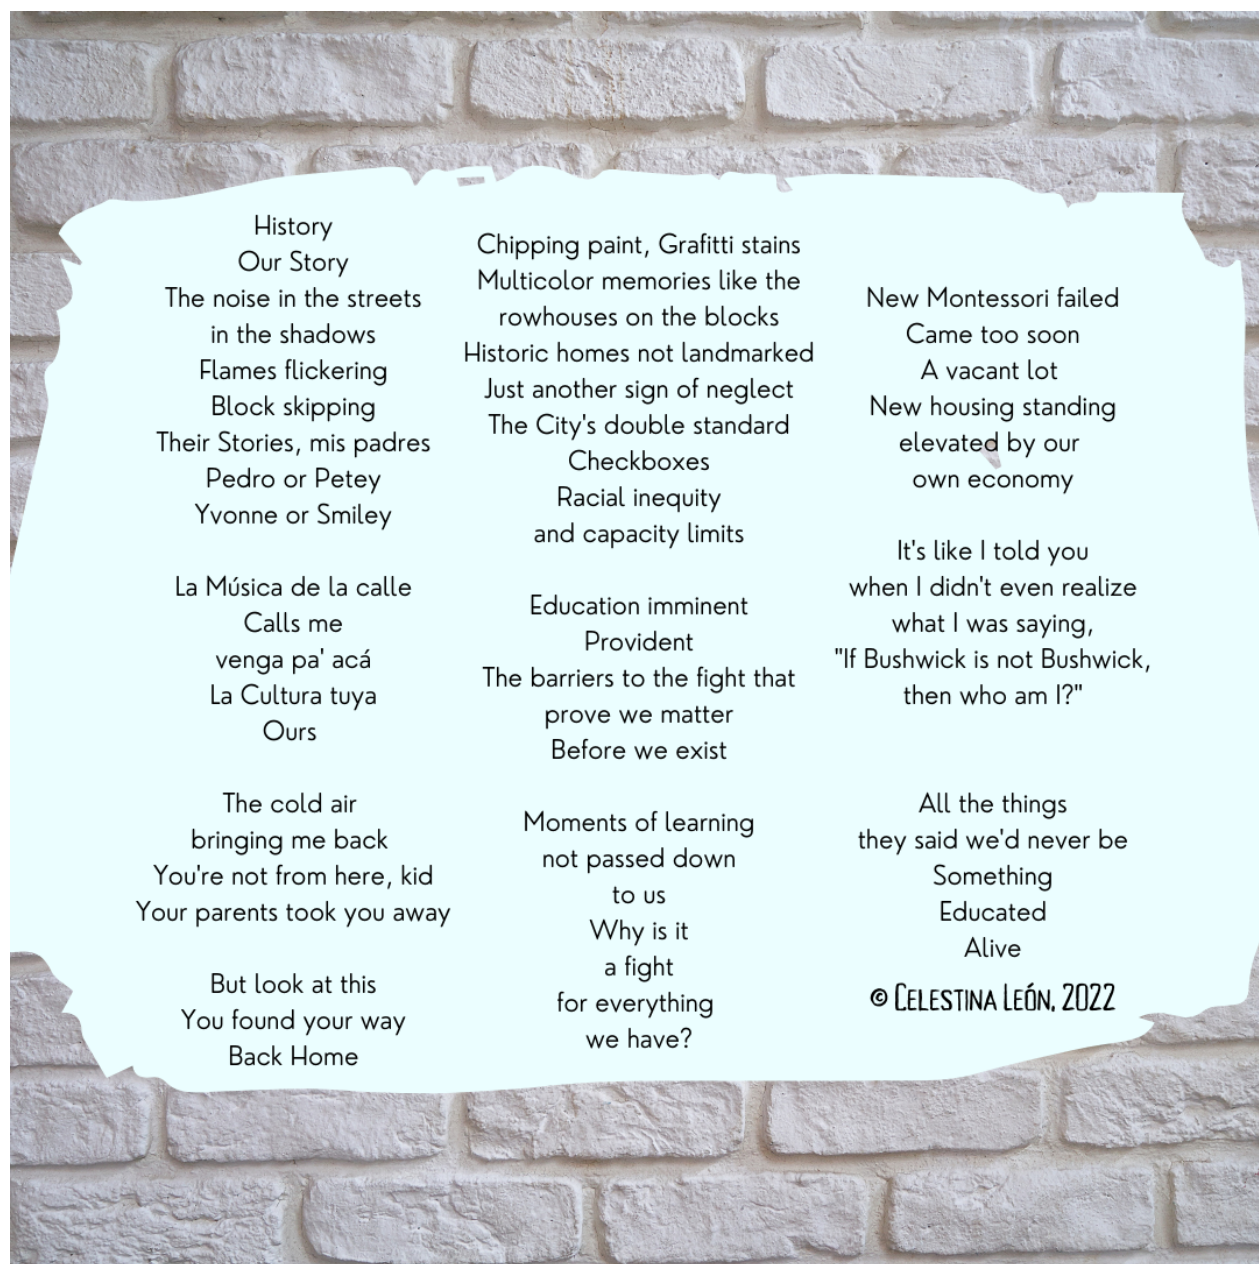 History
Our Story
The noise in the streets
in the shadows
Flames flickering
Block skipping
Their Stories, mis padres
Pedro or Petey
Yvonne or Smiley
La Música de la calle
Calls me
venga pa' acá
La Cultura tuya
Ours
The cold air
bringing me back
You're not from here, kid
Your parents took you away
But look at this
You found your way
Back Home
Chipping paint, Grafitti stains
Multicolor memories like the
rowhouses on the blocks
Historic homes not landmarked
Just another sign of neglect
The City's double standard
Checkboxes
Racial inequity
and capacity limits
Education imminent
Provident
The barriers to the fight that
prove we matter
Before we exist
Moments of learning
not passed down
to us
Why is it
a fight
for everything
we have?
New Montessori failed
Came too soon
A vacant lot
New housing standing
elevated by our
own economy
It's like I told you
when I didn't even realize
what I was saying,
"If Bushwick is not Bushwick,
then who am I?"
All the things
they said we'd never be
Something
Educated
Alive
© Celestina León, 2022